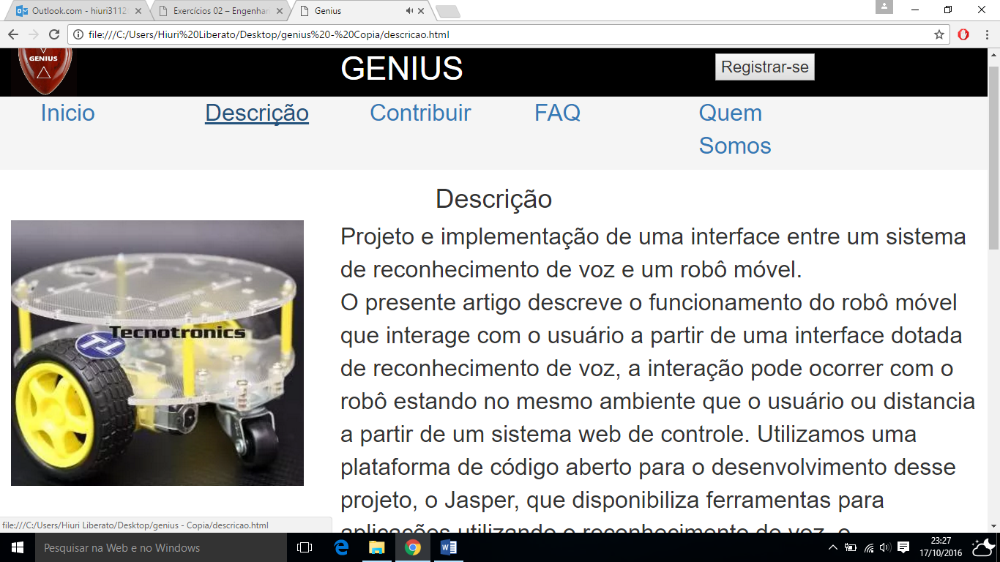 Outlook.com - hiuri3112
Exercícios 02 – Engenhar
Genius
file:///C:/Users/Hiuri%20Liberato/Desktop/genius%20-%20Copia/descricao.html
GENIUS
GENIUS
Registrar-se
Inicio
Descrição
Contribuir
FAQ
Quem
Somos
Descrição
Tecnotronics
Projeto e implementação de uma interface entre um sistema
de reconhecimento de voz e um robô móvel.
O presente artigo descreve o funcionamento do robô móvel
que interage com o usuário a partir de uma interface dotada
de reconhecimento de voz, a interação pode ocorrer com o
robô estando no mesmo ambiente que o usuário ou distancia
a partir de um sistema web de controle. Utilizamos uma
plataforma de código aberto para o desenvolvimento desse
projeto, o Jasper, que disponibiliza ferramentas para
aplicações utilizando o reconhecimento de voz, o
file:///C:/Users/Hiuri Liberato/Desktop/genius - Copia/descricao.html
Pesquisar na Web e no Windows
23:27
17/10/2016